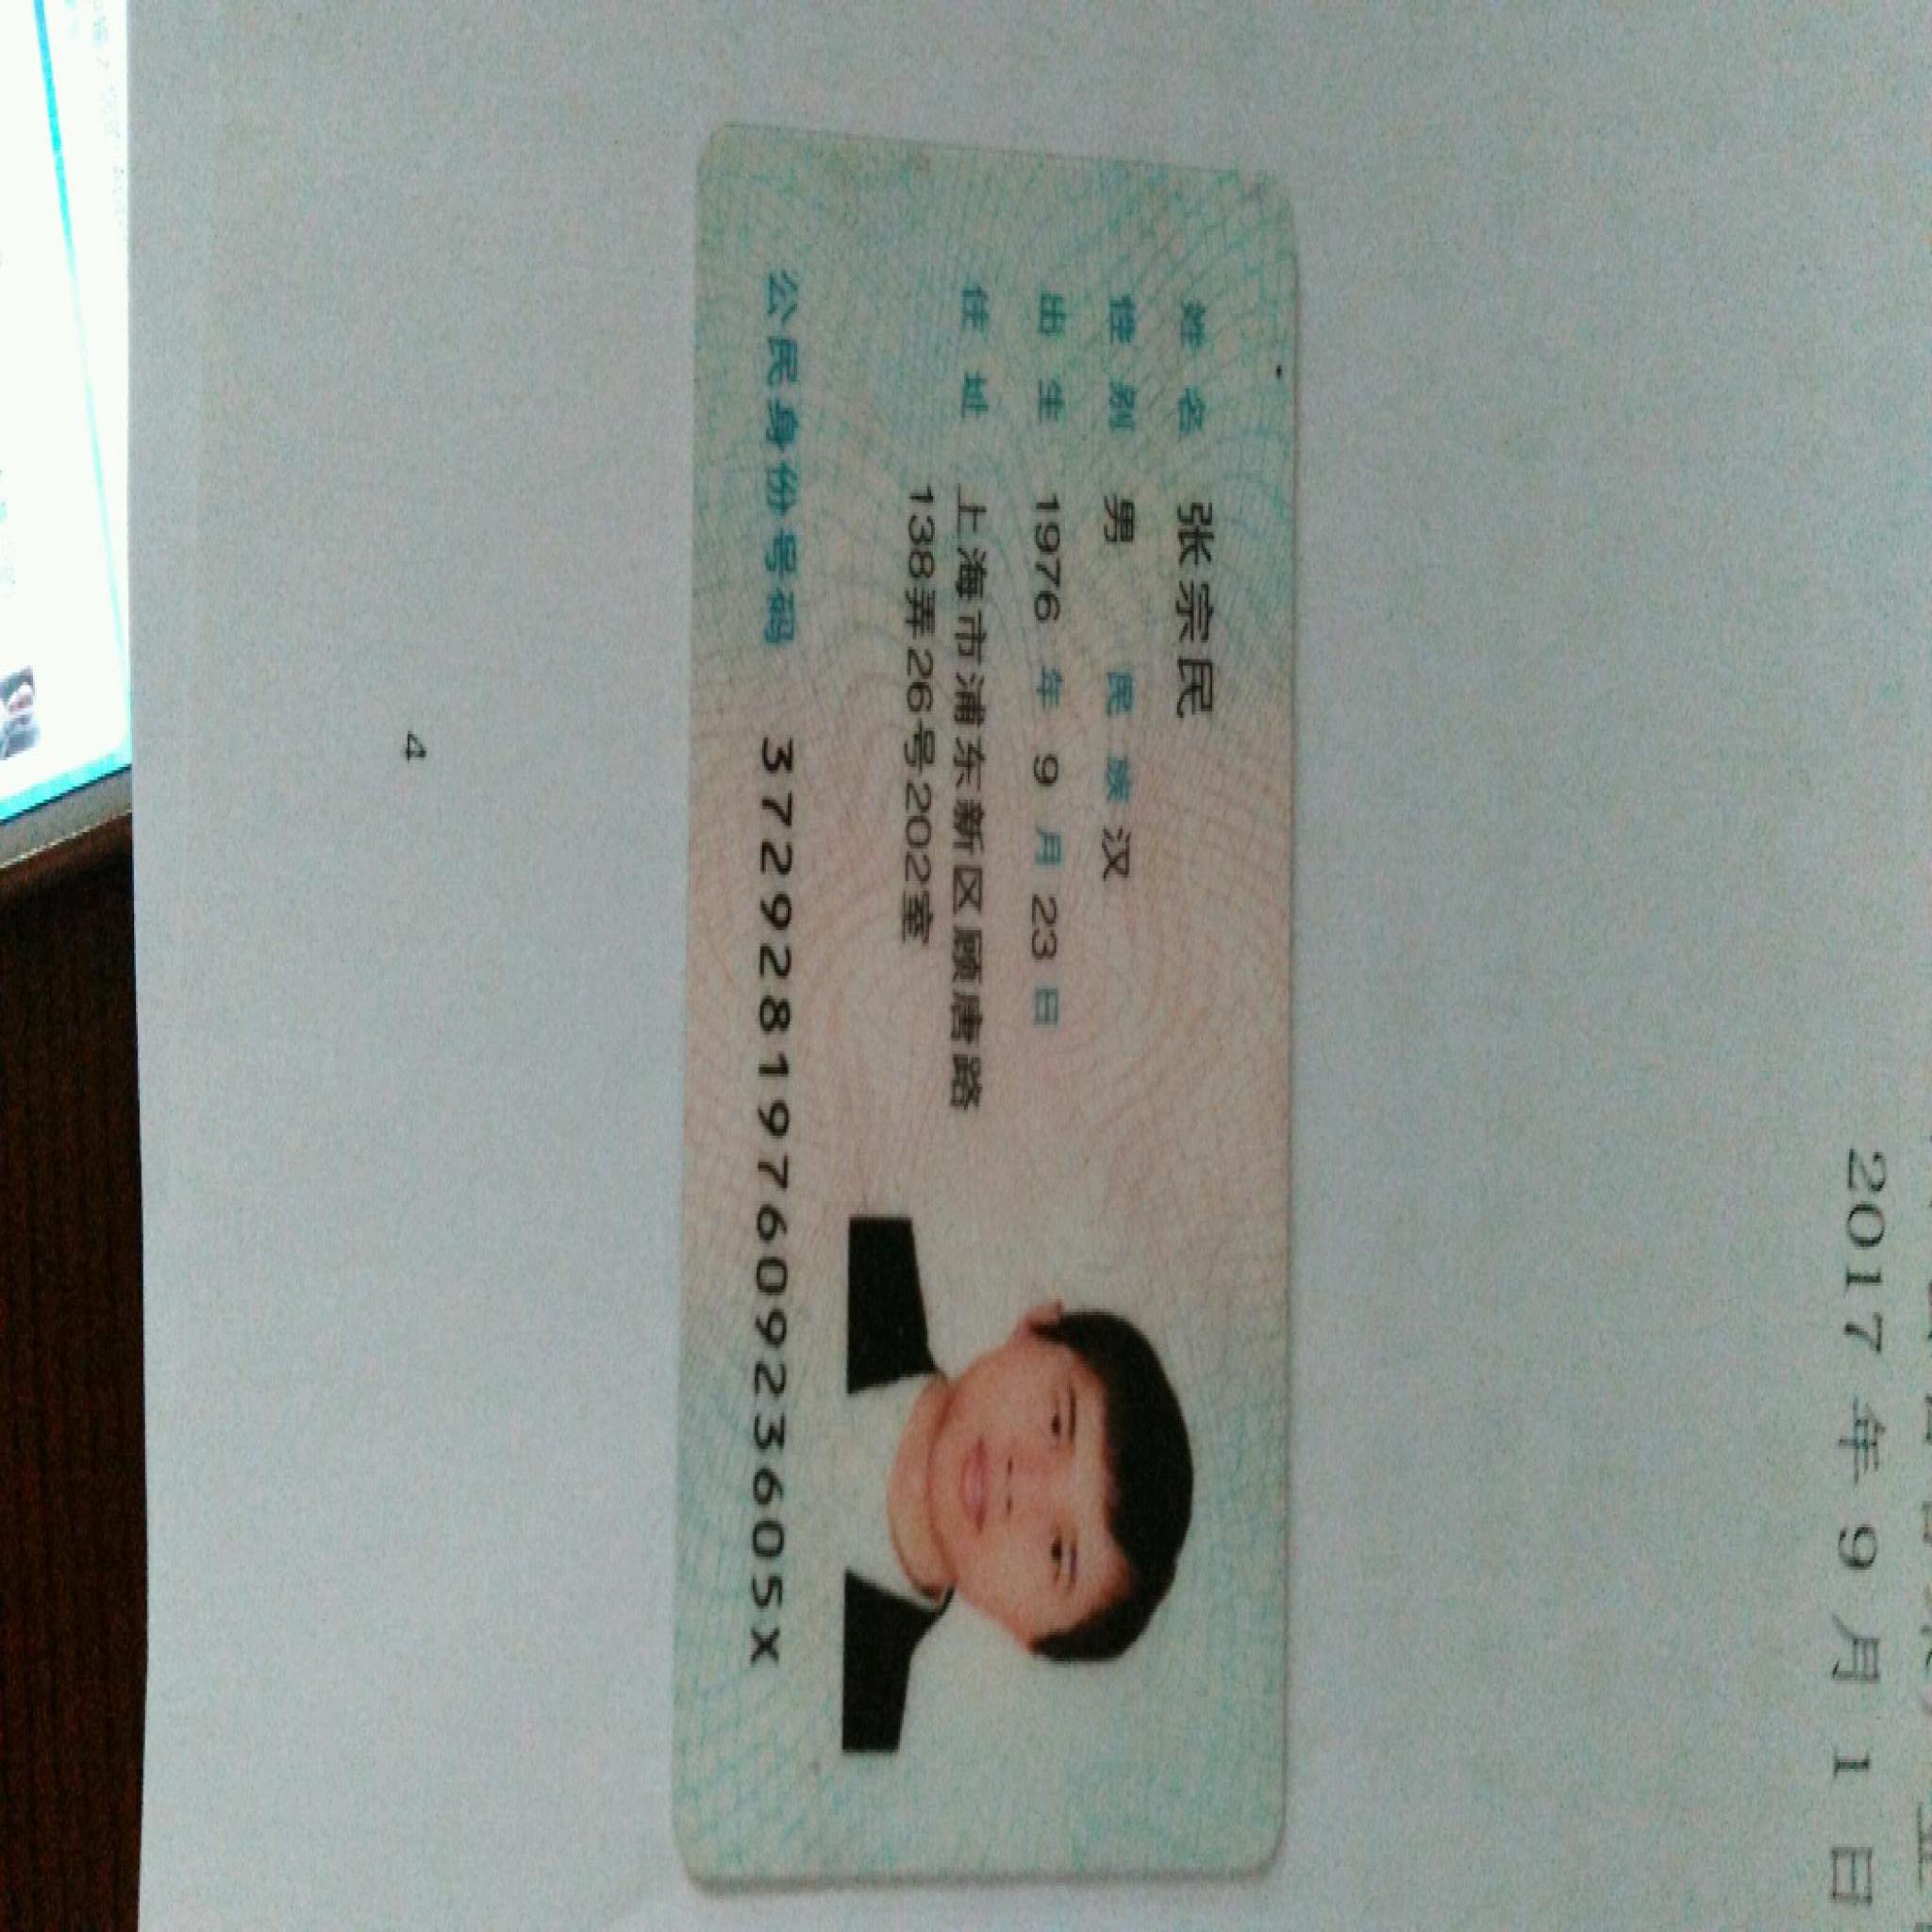 2017 年 9 月 1 日
姓名 张宗民
性别 男 民族 汉
出生 1976 年 9 月 23 日
住址 上海市浦东新区顾唐路
138弄26号202室
公民身份号码 37292819760923605X
4